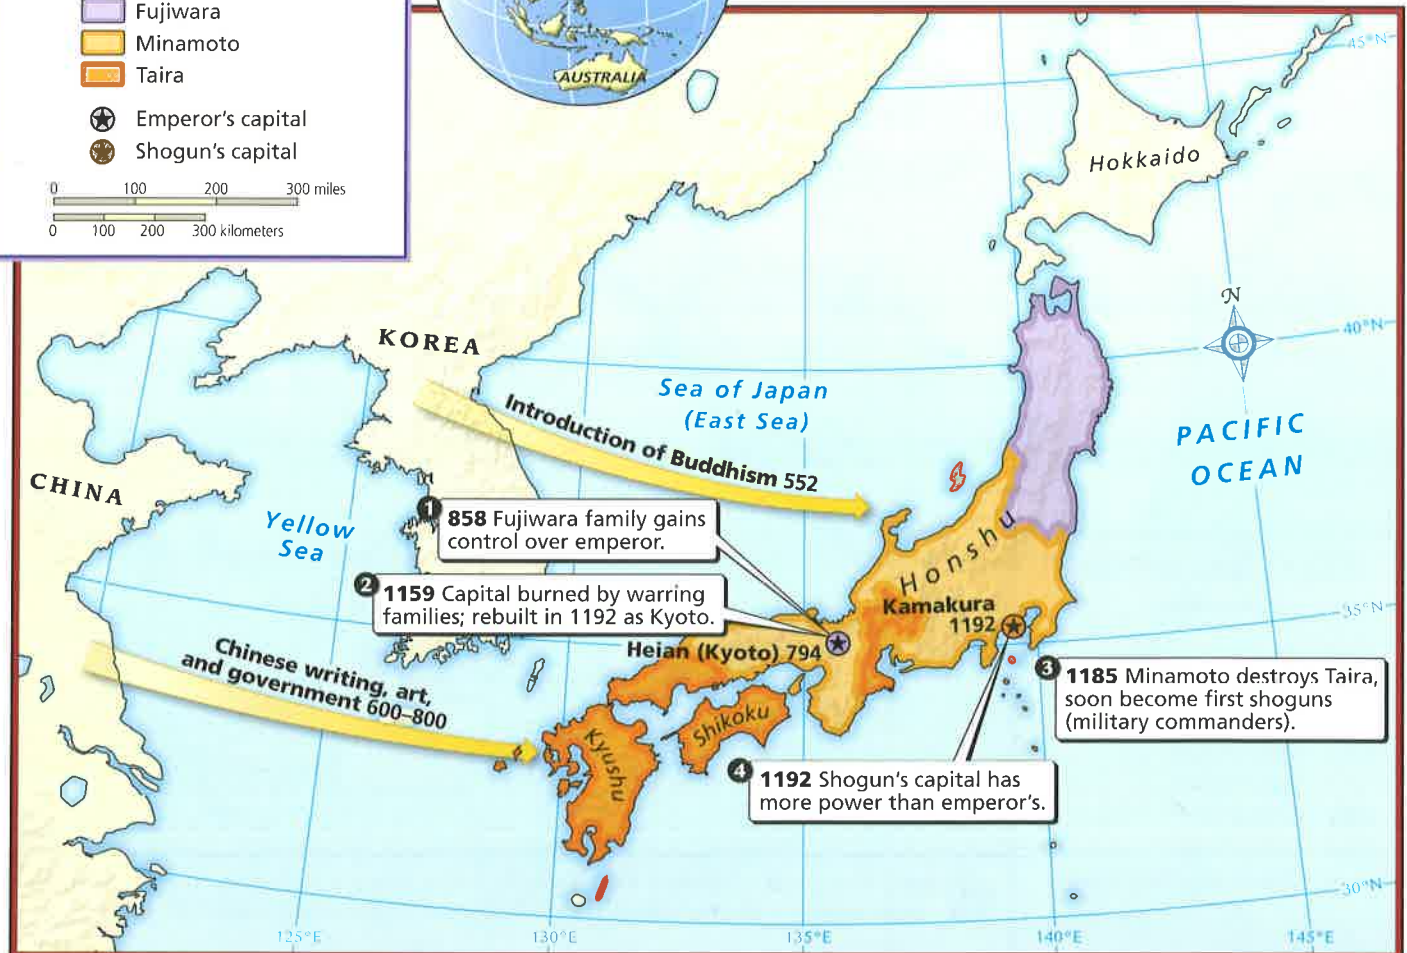 Fujiwara
Minamoto
Taira
Emperor's capital
Shogun's capital
0 100 200 300 miles
0 100 200 300 kilometers
AUSTRALIA
45°N
Hokkaido
N
40°N
KOREA
Sea of Japan
(East Sea)
PACIFIC
OCEAN
Introduction of Buddhism 552
CHINA
Yellow
Sea
1
858 Fujiwara family gains
control over emperor.
Honshu
2
1159 Capital burned by warring
families; rebuilt in 1192 as Kyoto.
Kamakura
1192
35°N
Heian (Kyoto) 794
Chinese writing, art,
and government 600–800
3
1185 Minamoto destroys Taira,
soon become first shoguns
(military commanders).
Shikoku
Kyushu
4
1192 Shogun's capital has
more power than emperor's.
30°N
125°E
130°E
135°E
140°E
145°E